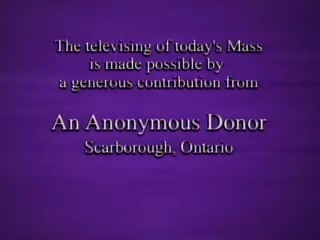 The televising of today's Mass
is made possible by
a generous contribution from
An Anonymous Donor
Scarborough, Ontario